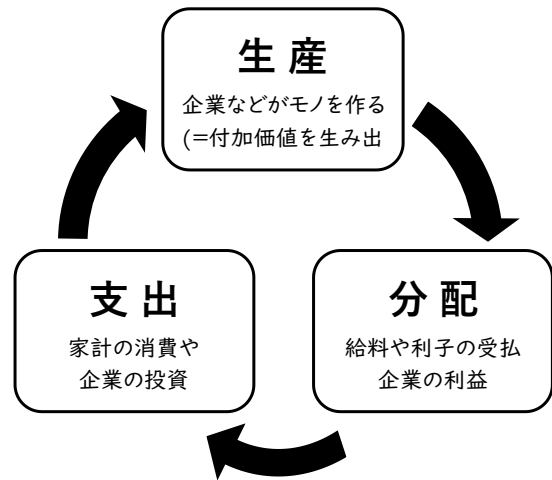 生産
企業などがモノを作る
(=付加価値を生み出
支出
家計の消費や
企業の投資
分配
給料や利子の受払
企業の利益